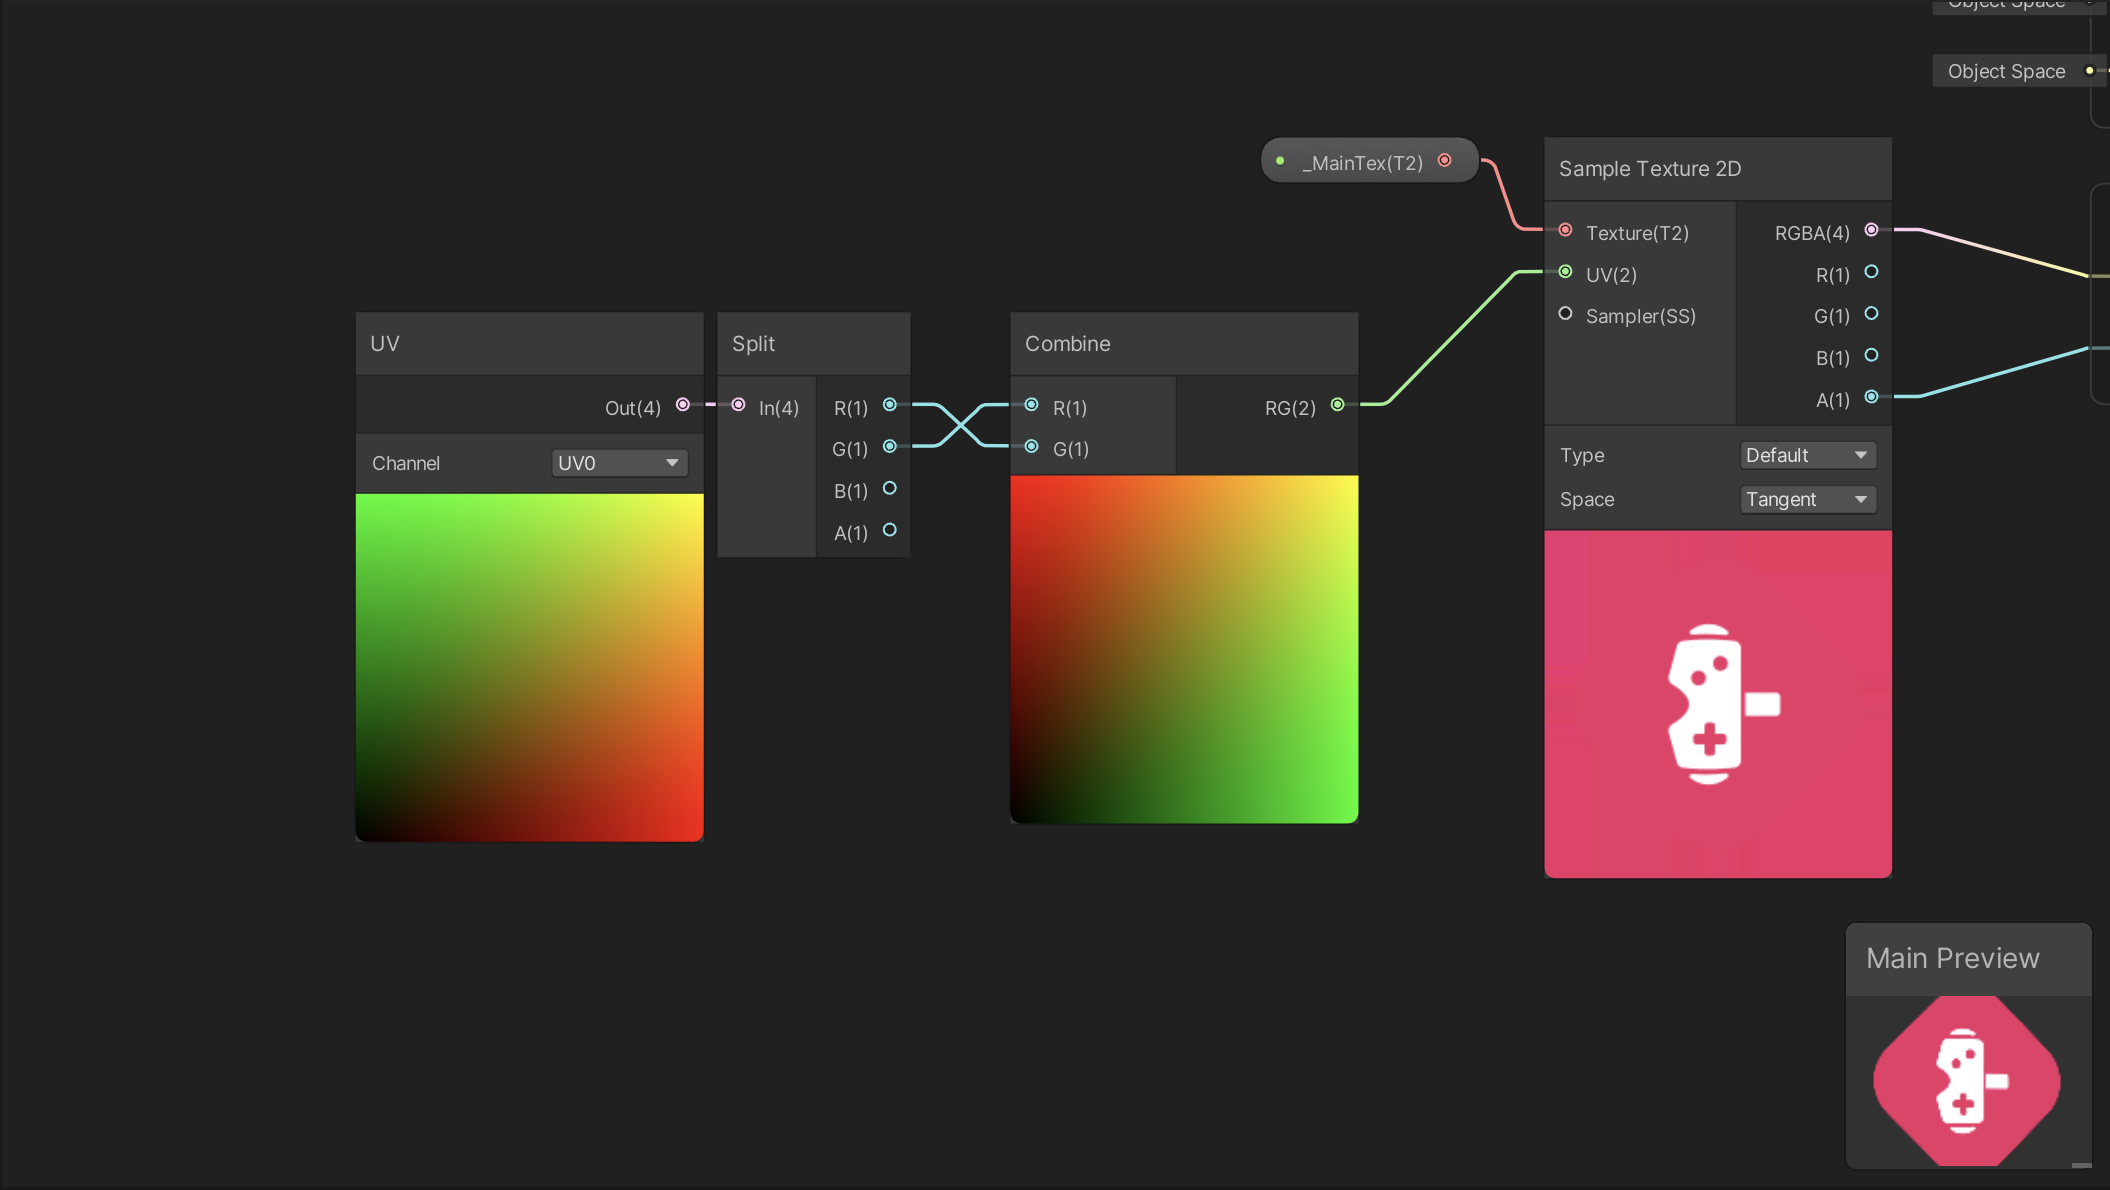 Object Space
Object Space
_MainTex(T2)
Sample Texture 2D
Texture(T2)
RGBA(4)
UV(2)
R(1)
Sampler(SS)
G(1)
B(1)
A(1)
Type
Default
Space
Tangent
UV
Out(4)
Channel
UV0
Split
In(4)
R(1)
G(1)
B(1)
A(1)
Combine
R(1)
RG(2)
G(1)
Main Preview